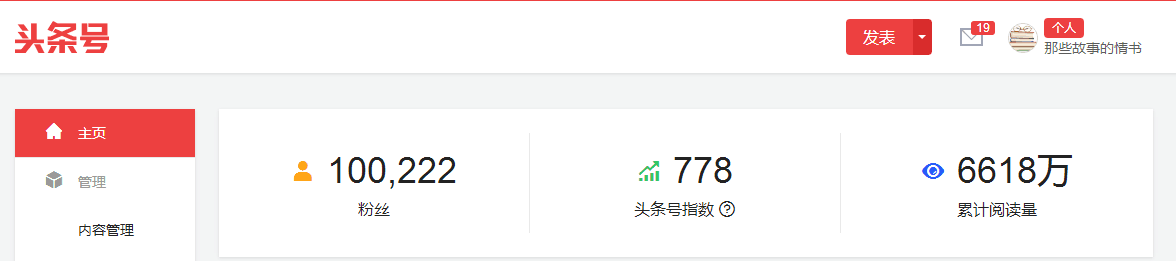 头条号
发表
19
个人
那些故事的情书
主页
管理
内容管理
100,222
粉丝
778
头条号指数 ?
6618万
累计阅读量